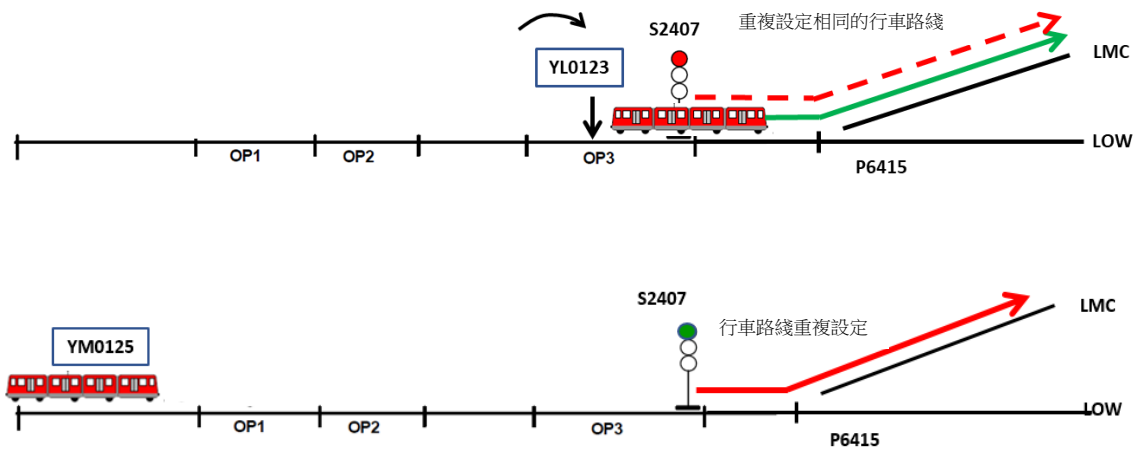 S2407
重複設定相同的行車路綫
LMC
YL0123
LOW
OP1
OP2
OP3
P6415
S2407
行車路綫重複設定
LMC
YM0125
LOW
OP1
OP2
OP3
P6415